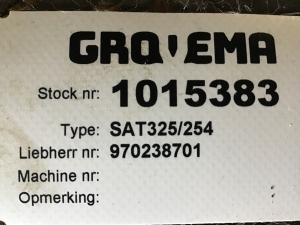 GROVEMA
Stock nr: 1015383
Type: SAT325/254
Liebherr nr: 970238701
Machine nr:
Opmerking: